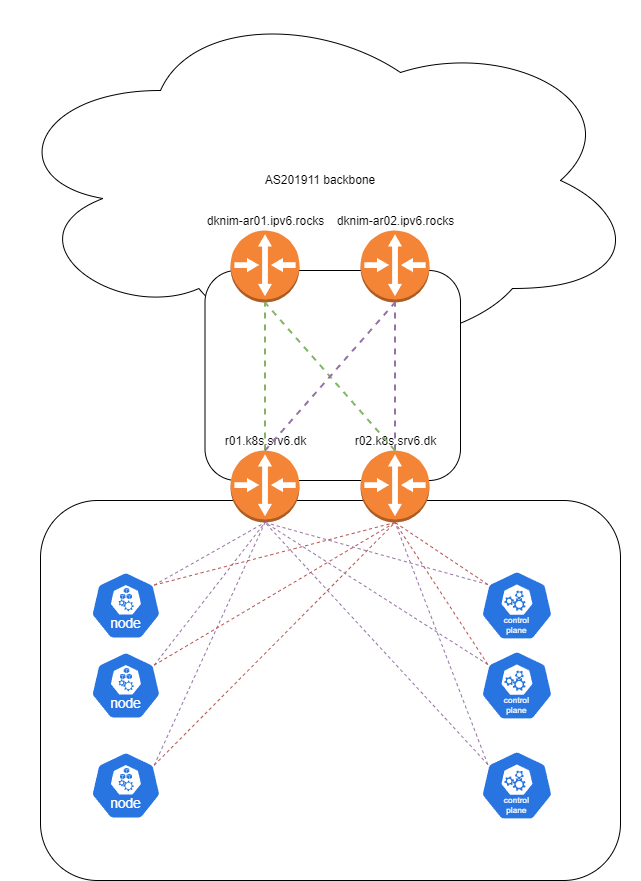 AS201911 backbone
dknim-ar01.ipv6.rocks
dknim-ar02.ipv6.rocks
r01.k8s.srv6.dk
r02.k8s.srv6.dk
node
control
plane
node
control
plane
node
control
plane